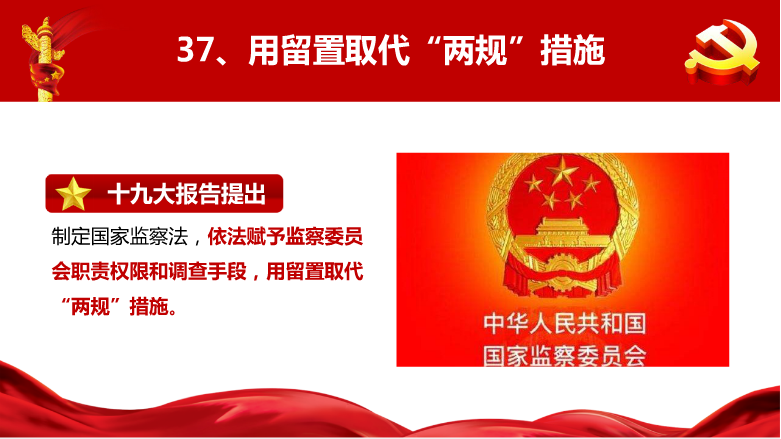 37、用留置取代“两规”措施
十九大报告提出
制定国家监察法，依法赋予监察委员
会职责权限和调查手段，用留置取代
“两规”措施。
中华人民共和国
国家监察委员会